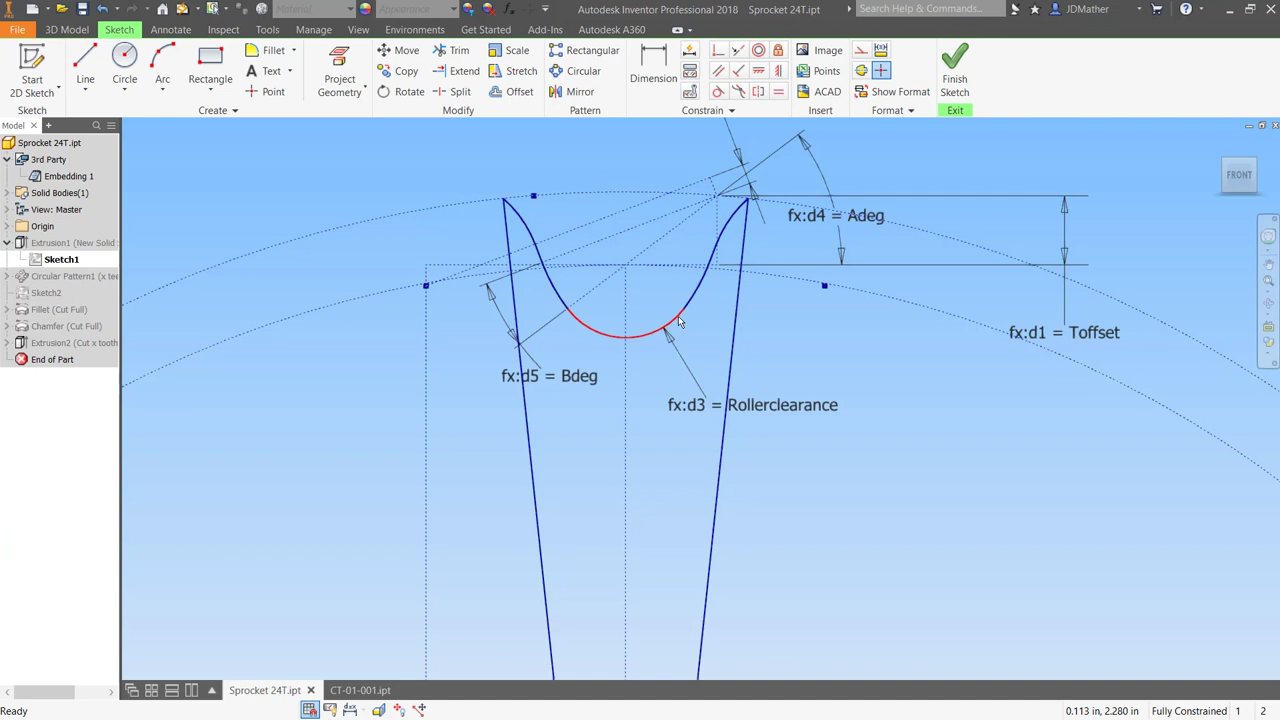 Material
Appearance
Autodesk Inventor Professional 2018
Sprocket 24T.ipt
Search Help & Commands...
JDMather
File
3D Model
Sketch
Annotate
Inspect
Tools
Manage
View
Environments
Get Started
Add-Ins
Autodesk A360
Start
2D Sketch
Line
Circle
Arc
Rectangle
Fillet
Text
Point
Project
Geometry
Move
Copy
Rotate
Trim
Extend
Split
Scale
Stretch
Offset
Rectangular
Circular
Mirror
Dimension
Image
Points
ACAD
Show Format
Finish
Sketch
Sketch
Create
Modify
Pattern
Constrain
Insert
Format
Exit
Model
Sprocket 24T.ipt
3rd Party
Embedding 1
Solid Bodies(1)
View: Master
Origin
Extrusion1 (New Solid
Sketch1
Circular Pattern1 (x tee
Sketch2
Fillet (Cut Full)
Chamfer (Cut Full)
Extrusion2 (Cut x tooth
End of Part
FRONT
fx:d4 = Adeg
fx:d1 = Toffset
fx:d5 = Bdeg
fx:d3 = Rollerclearance
Sprocket 24T.ipt
CT-01-001.ipt
Ready
0.113 in, 2.280 in
Fully Constrained
1
2